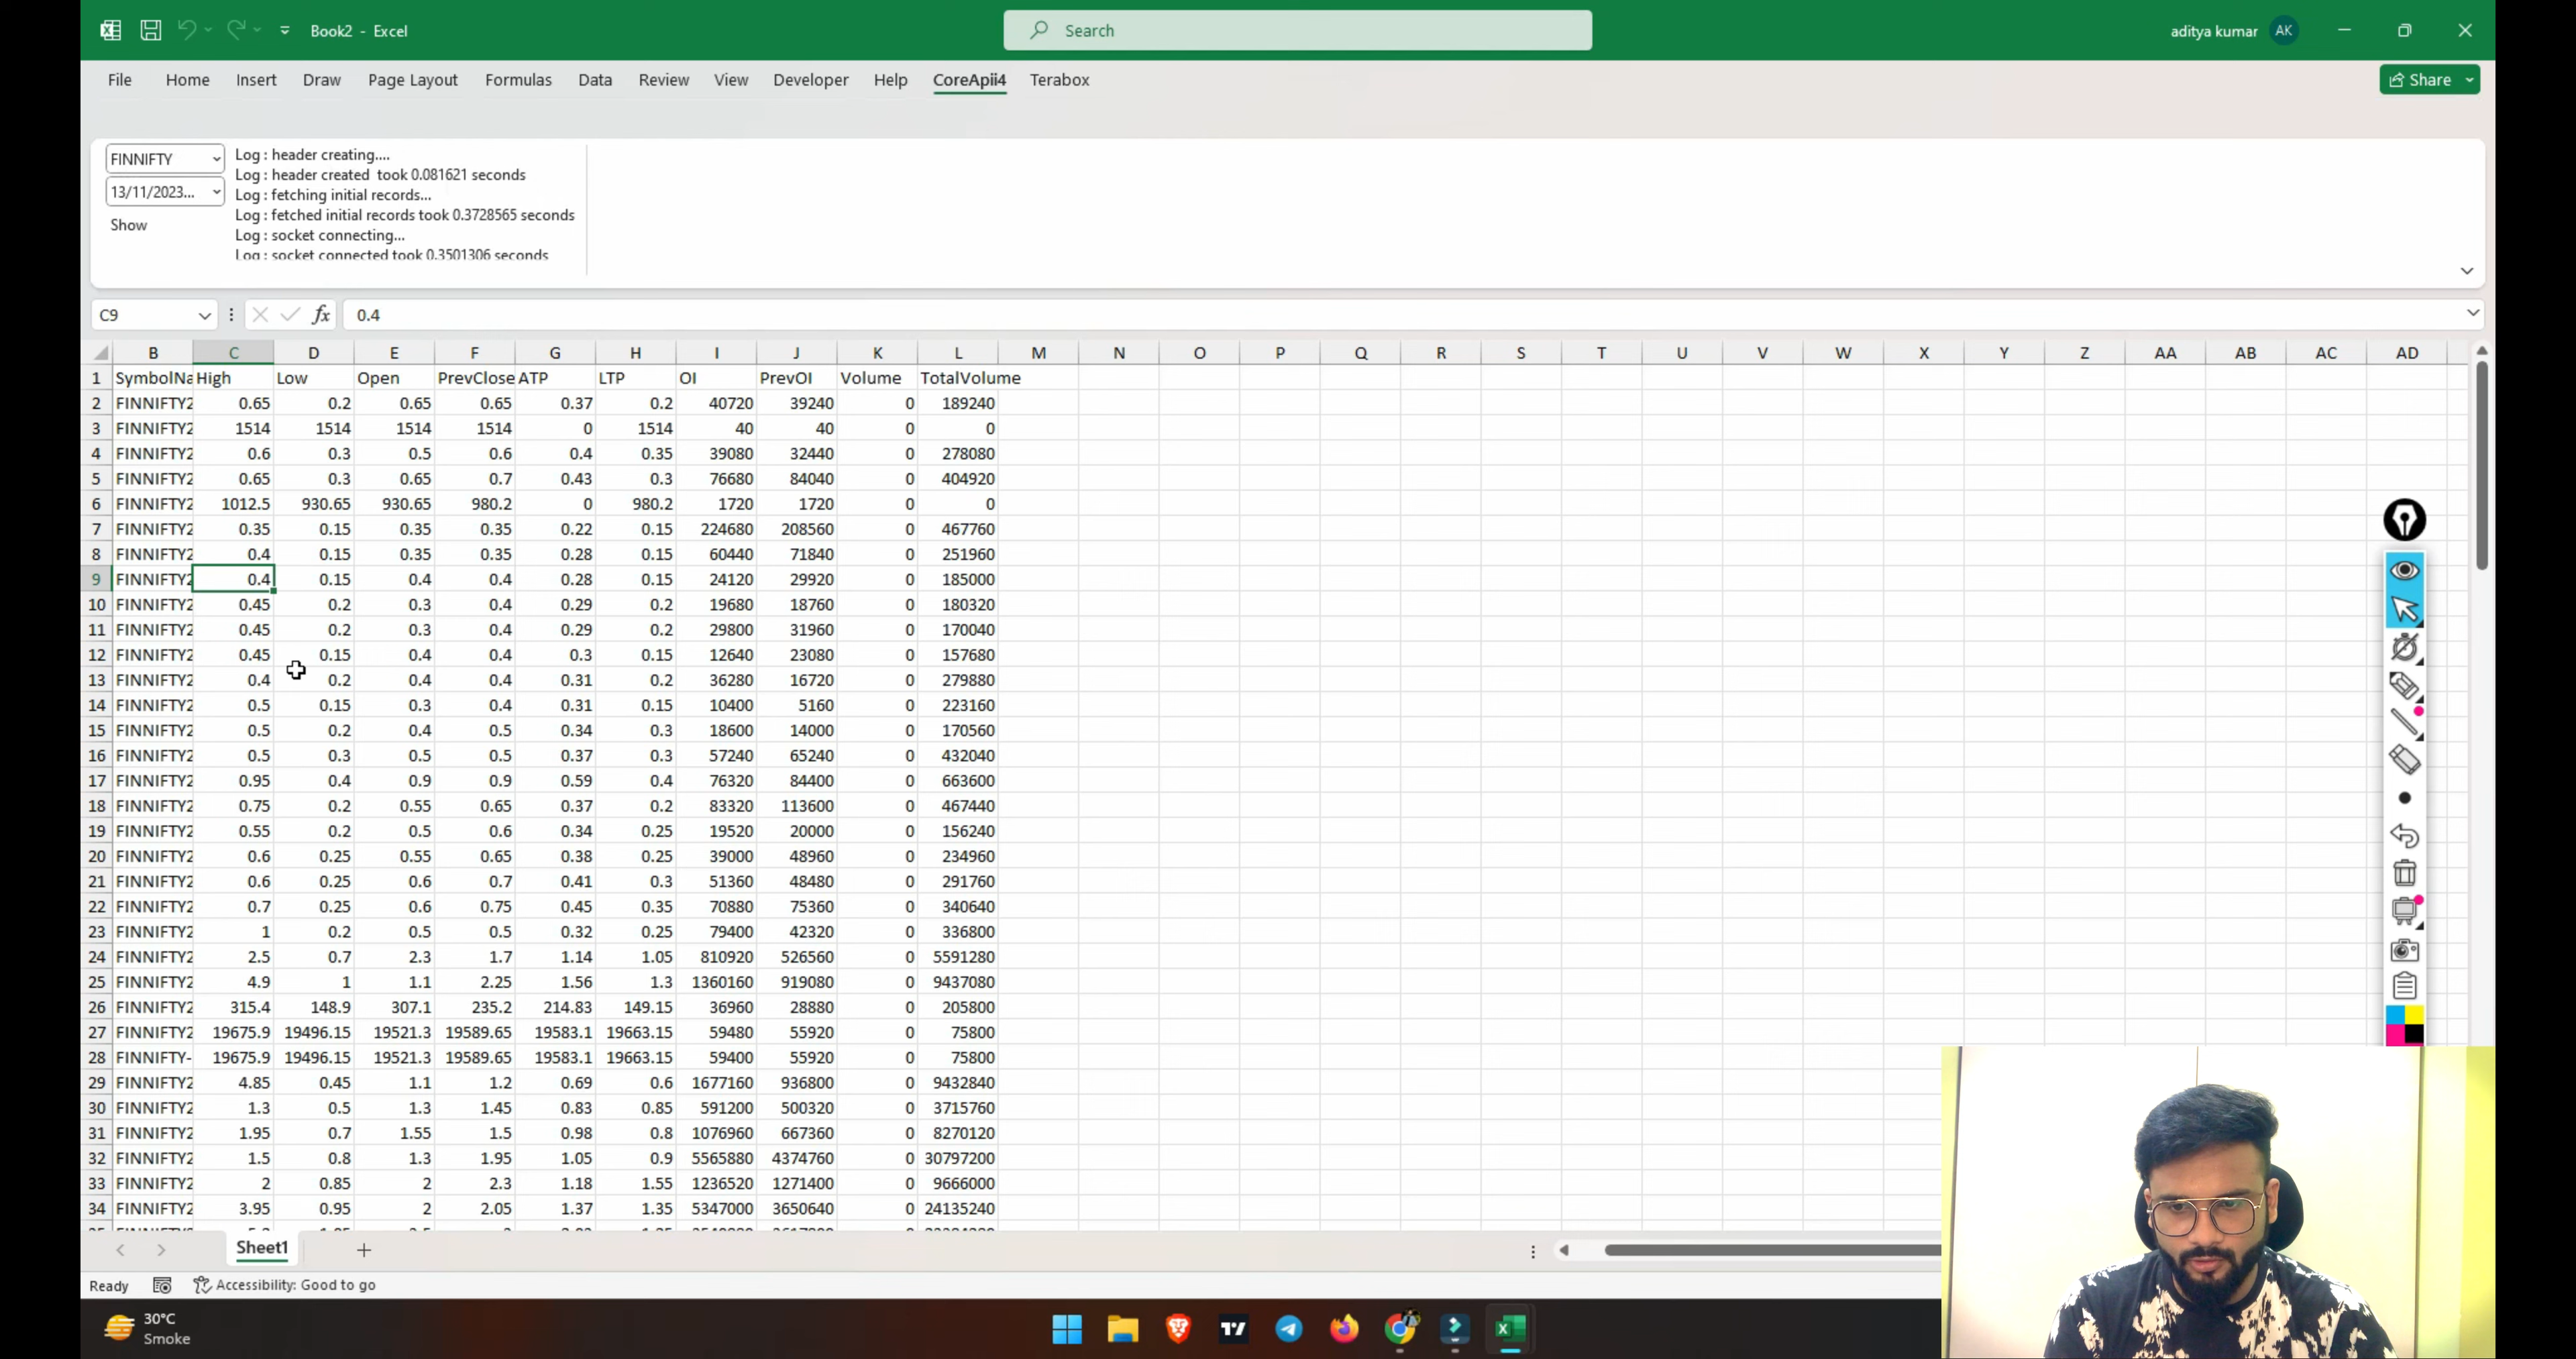 Book2 - Excel
Search
aditya kumar AK
File Home Insert Draw Page Layout Formulas Data Review View Developer Help CoreApii4 Terabox
Share
FINNIFTY
13/11/2023...
Show
Log : header creating....
Log : header created took 0.081621 seconds
Log : fetching initial records...
Log : fetched initial records took 0.3728565 seconds
Log : socket connecting...
Log : socket connected took 0.3501306 seconds
C9 fx 0.4
B C D E F G H I J K L M N O P Q R S T U V W X Y Z AA AB AC AD
1 SymbolNa High Low Open PrevClose ATP LTP OI PrevOI Volume TotalVolume
2 FINNIFTY2 0.65 0.2 0.65 0.65 0.37 0.2 40720 39240 0 189240
3 FINNIFTY2 1514 1514 1514 1514 0 1514 40 40 0 0
4 FINNIFTY2 0.6 0.3 0.5 0.6 0.4 0.35 39080 32440 0 278080
5 FINNIFTY2 0.65 0.3 0.65 0.7 0.43 0.3 76680 84040 0 404920
6 FINNIFTY2 1012.5 930.65 930.65 980.2 0 980.2 1720 1720 0 0
7 FINNIFTY2 0.35 0.15 0.35 0.35 0.22 0.15 224680 208560 0 467760
8 FINNIFTY2 0.4 0.15 0.35 0.35 0.28 0.15 60440 71840 0 251960
9 FINNIFTY2 0.4 0.15 0.4 0.4 0.28 0.15 24120 29920 0 185000
10 FINNIFTY2 0.45 0.2 0.3 0.4 0.29 0.2 19680 18760 0 180320
11 FINNIFTY2 0.45 0.2 0.3 0.4 0.29 0.2 29800 31960 0 170040
12 FINNIFTY2 0.45 0.15 0.4 0.4 0.3 0.15 12640 23080 0 157680
13 FINNIFTY2 0.4 0.2 0.4 0.4 0.31 0.2 36280 16720 0 279880
14 FINNIFTY2 0.5 0.15 0.3 0.4 0.31 0.15 10400 5160 0 223160
15 FINNIFTY2 0.5 0.2 0.4 0.5 0.34 0.3 18600 14000 0 170560
16 FINNIFTY2 0.5 0.3 0.5 0.5 0.37 0.3 57240 65240 0 432040
17 FINNIFTY2 0.95 0.4 0.9 0.9 0.59 0.4 76320 84400 0 663600
18 FINNIFTY2 0.75 0.2 0.55 0.65 0.37 0.2 83320 113600 0 467440
19 FINNIFTY2 0.55 0.2 0.5 0.6 0.34 0.25 19520 20000 0 156240
20 FINNIFTY2 0.6 0.25 0.55 0.65 0.38 0.25 39000 48960 0 234960
21 FINNIFTY2 0.6 0.25 0.6 0.7 0.41 0.3 51360 48480 0 291760
22 FINNIFTY2 0.7 0.25 0.6 0.75 0.45 0.35 70880 75360 0 340640
23 FINNIFTY2 1 0.2 0.5 0.5 0.32 0.25 79400 42320 0 336800
24 FINNIFTY2 2.5 0.7 2.3 1.7 1.14 1.05 810920 526560 0 5591280
25 FINNIFTY2 4.9 1 1.1 2.25 1.56 1.3 1360160 919080 0 9437080
26 FINNIFTY2 315.4 148.9 307.1 235.2 214.83 149.15 36960 28880 0 205800
27 FINNIFTY2 19675.9 19496.15 19521.3 19589.65 19583.1 19663.15 59480 55920 0 75800
28 FINNIFTY- 19675.9 19496.15 19521.3 19589.65 19583.1 19663.15 59400 55920 0 75800
29 FINNIFTY2 4.85 0.45 1.1 1.2 0.69 0.6 1677160 936800 0 9432840
30 FINNIFTY2 1.3 0.5 1.3 1.45 0.83 0.85 591200 500320 0 3715760
31 FINNIFTY2 1.95 0.7 1.55 1.5 0.98 0.8 1076960 667360 0 8270120
32 FINNIFTY2 1.5 0.8 1.3 1.95 1.05 0.9 5565880 4374760 0 30797200
33 FINNIFTY2 2 0.85 2 2.3 1.18 1.55 1236520 1271400 0 9666000
34 FINNIFTY2 3.95 0.95 2 2.05 1.37 1.35 5347000 3650640 0 24135240
Sheet1
Ready Accessibility: Good to go
30°C
Smoke